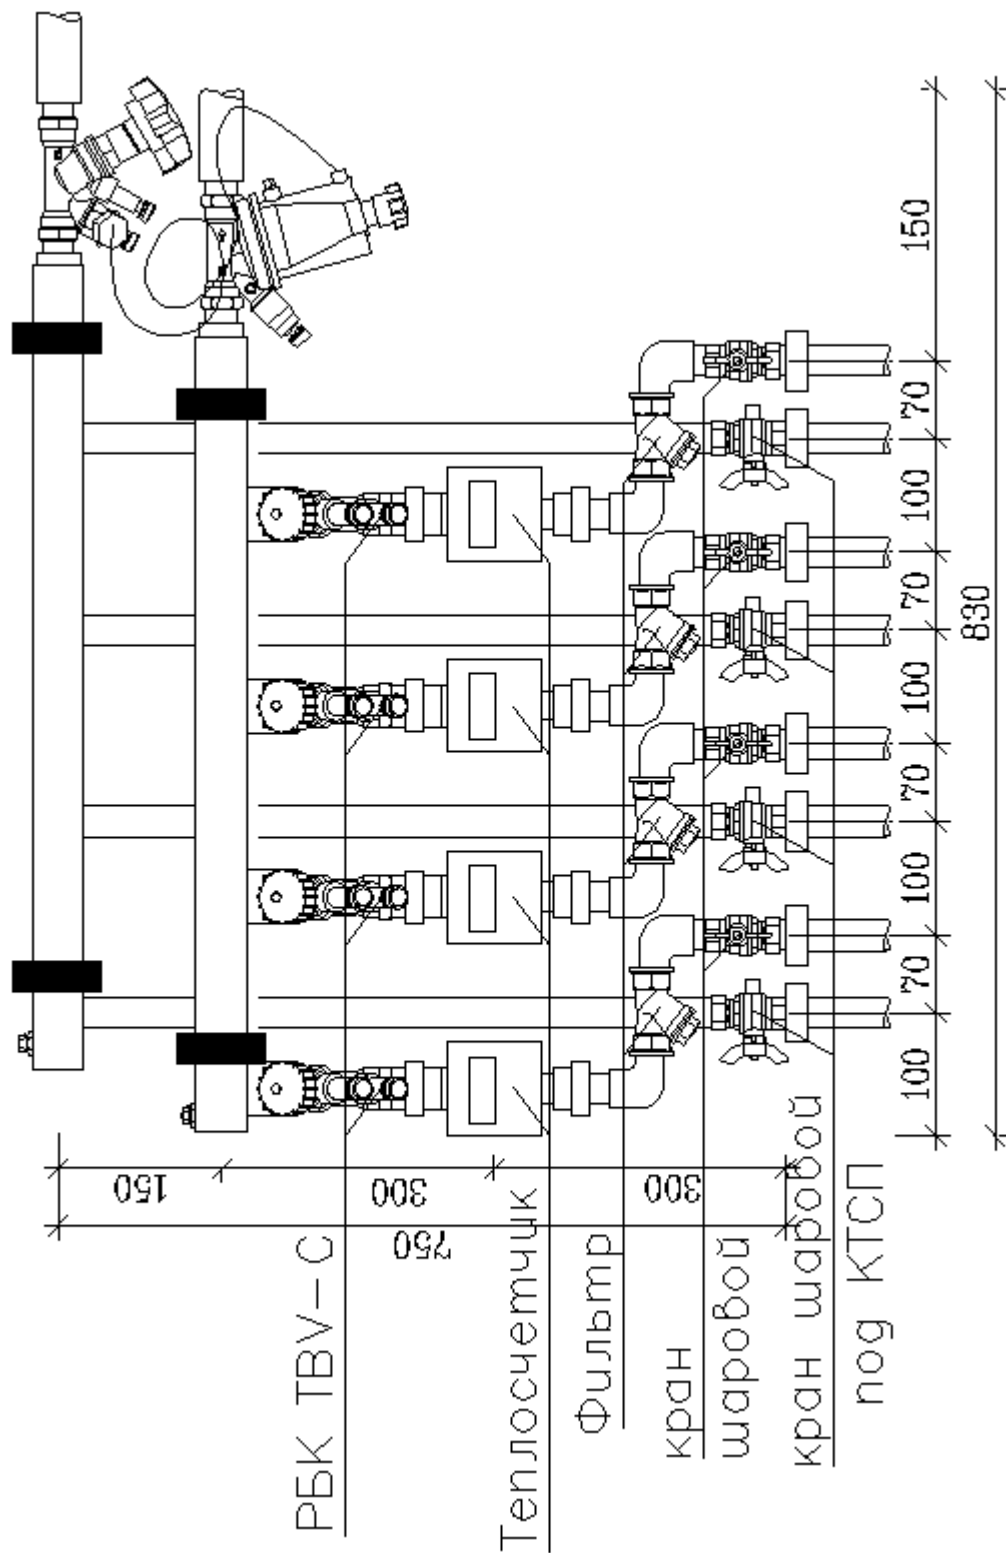 РБК TBV-С
Теплосчетчик
Фильтр
кран
шаровой
кран шаровой
под КТСП
150
300
300
750
100
70
100
70
100
70
100
70
150
830